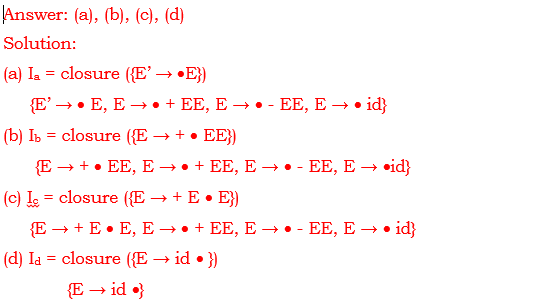 Answer: (a), (b), (c), (d)
Solution:
(a) Ia = closure ({E’ → •E})
{E’ → • E, E → • + EE, E → • - EE, E → • id}
(b) Ib = closure ({E → + • EE})
{E → + • EE, E → • + EE, E → • - EE, E → •id}
(c) Ic = closure ({E → + E • E})
{E → + E • E, E → • + EE, E → • - EE, E → • id}
(d) Id = closure ({E → id • })
{E → id •}